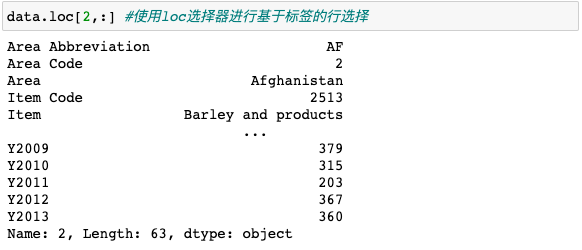 data.loc[2,:] #使用loc选择器进行基于标签的行选择
Area Abbreviation                     AF
Area Code                              2
Area                         Afghanistan
Item Code                           2513
Item                 Barley and products
                            ...
Y2009                                379
Y2010                                315
Y2011                                203
Y2012                                367
Y2013                                360
Name: 2, Length: 63, dtype: object